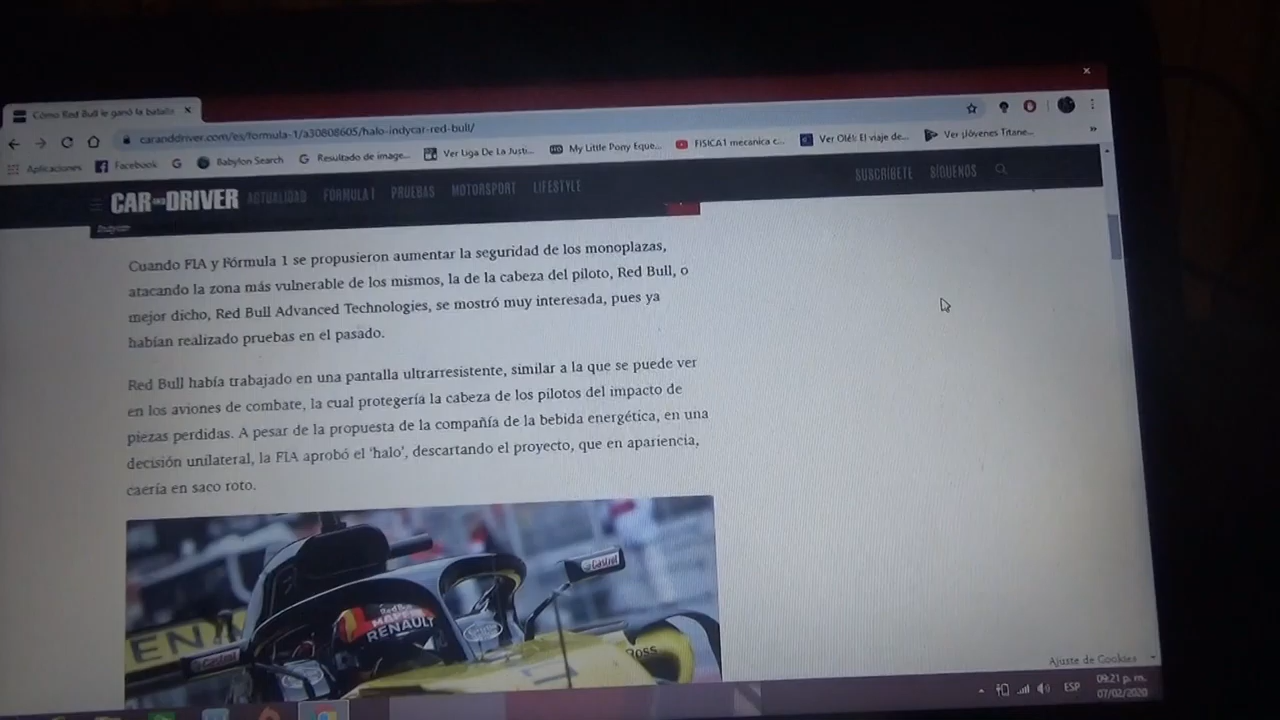 Cómo Red Bull le ganó la batalla
caranddriver.com/es/formula-1/a30808605/halo-indycar-red-bull/
Aplicaciones Facebook Babylon Search Resultado de image... Ver Liga De La Justi... My Little Pony Eque... FISICA1 mecanica c... Ver Olé!: El viaje de... Ver ¡Jóvenes Titane...
CAR AND DRIVER ACTUALIDAD FÓRMULA 1 PRUEBAS MOTORSPORT LIFESTYLE SUSCRÍBETE SÍGUENOS
Cuando FIA y Fórmula 1 se propusieron aumentar la seguridad de los monoplazas,
atacando la zona más vulnerable de los mismos, la de la cabeza del piloto, Red Bull, o
mejor dicho, Red Bull Advanced Technologies, se mostró muy interesada, pues ya
habían realizado pruebas en el pasado.
Red Bull había trabajado en una pantalla ultrarresistente, similar a la que se puede ver
en los aviones de combate, la cual protegería la cabeza de los pilotos del impacto de
piezas perdidas. A pesar de la propuesta de la compañía de la bebida energética, en una
decisión unilateral, la FIA aprobó el 'halo', descartando el proyecto, que en apariencia,
caería en saco roto.
Castrol
RENAULT
Castrol
Ajuste de Cookies
ESP
09:21 p. m.
07/02/2020